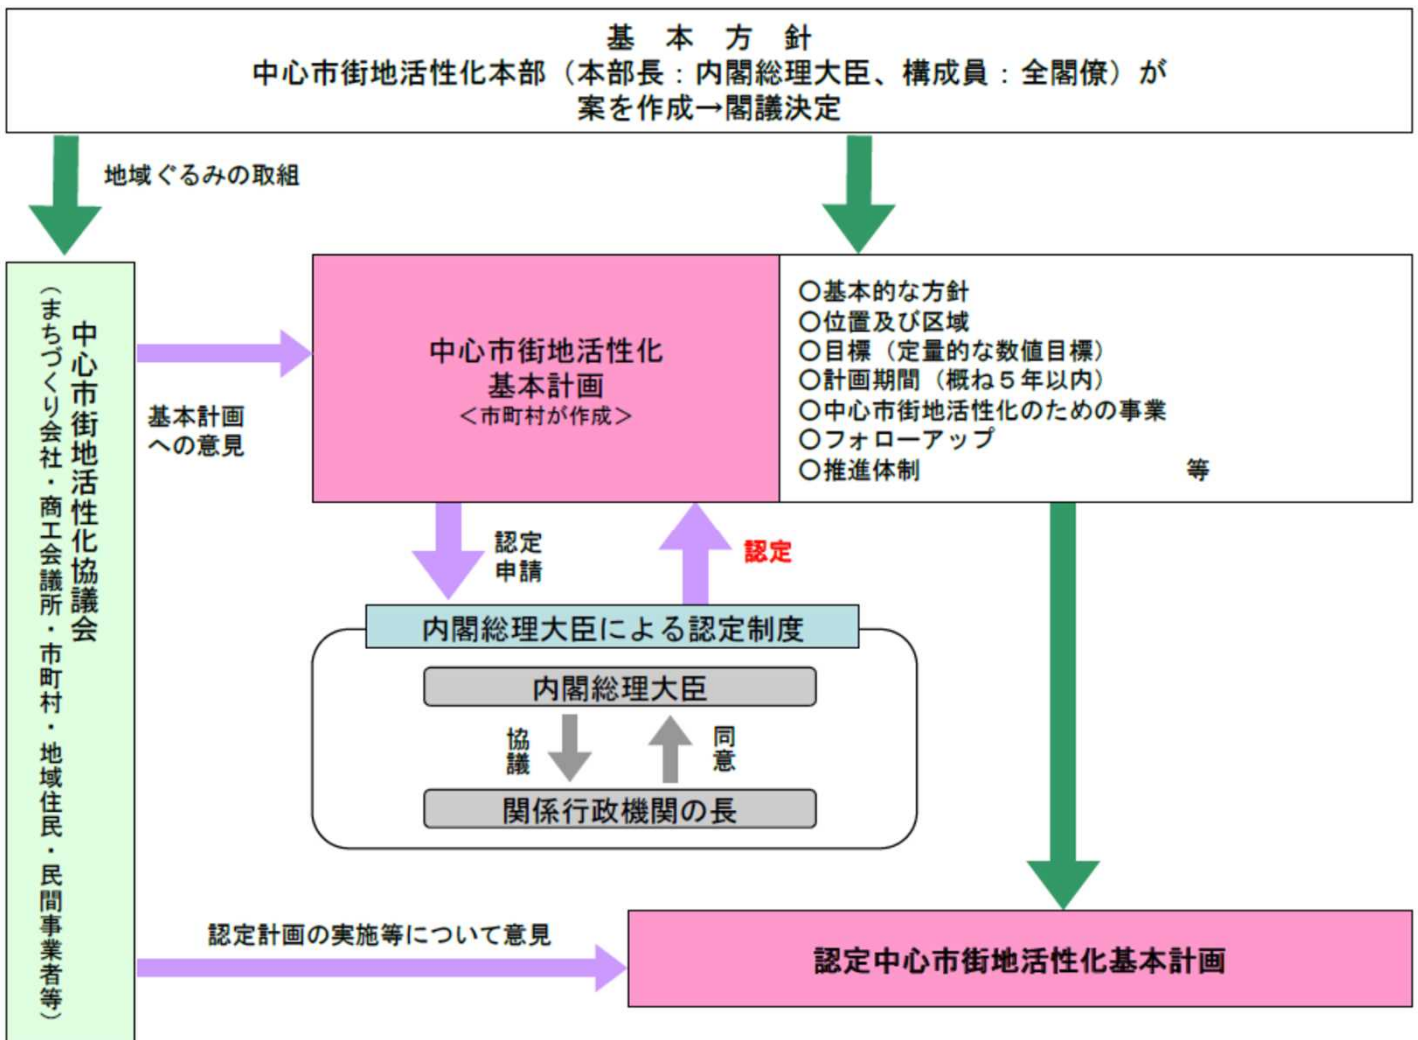 基　本　方　針
中心市街地活性化本部（本部長：内閣総理大臣、構成員：全閣僚）が
案を作成→閣議決定
地域ぐるみの取組
中心市街地活性化協議会
（まちづくり会社・商工会議所・市町村・地域住民・民間事業者等）
基本計画
への意見
中心市街地活性化
基本計画
＜市町村が作成＞
〇基本的な方針
〇位置及び区域
〇目標（定量的な数値目標）
〇計画期間（概ね５年以内）
〇中心市街地活性化のための事業
〇フォローアップ
〇推進体制　　　　　　　　　　　等
認定
申請
認定
内閣総理大臣による認定制度
内閣総理大臣
協議
同意
関係行政機関の長
認定計画の実施等について意見
認定中心市街地活性化基本計画